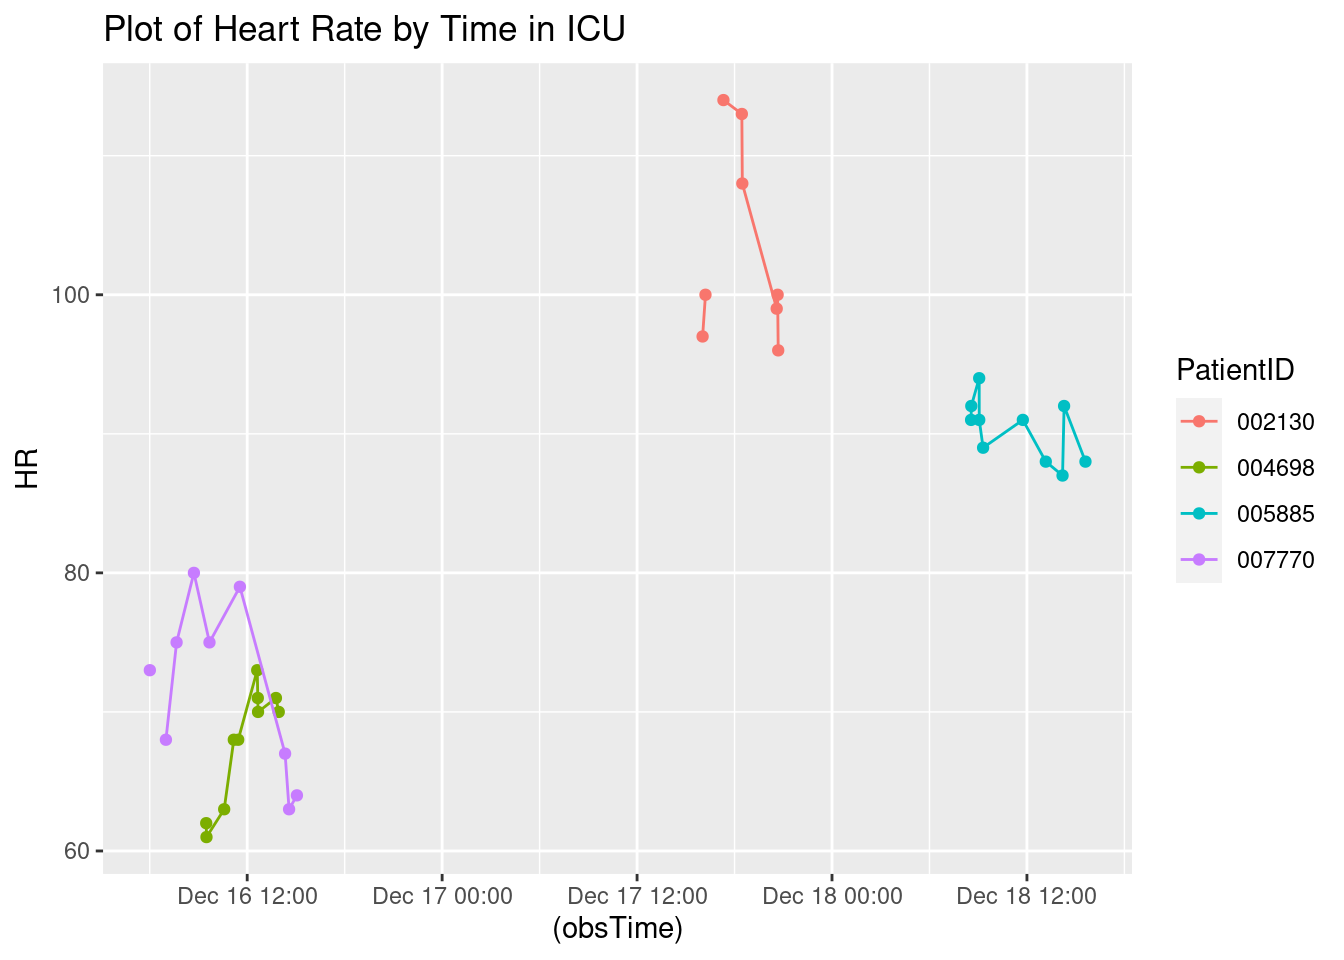 Plot of Heart Rate by Time in ICU
HR
100
80
60
Dec 16 12:00 Dec 17 00:00 Dec 17 12:00 Dec 18 00:00 Dec 18 12:00
(obsTime)
PatientID
002130
004698
005885
007770